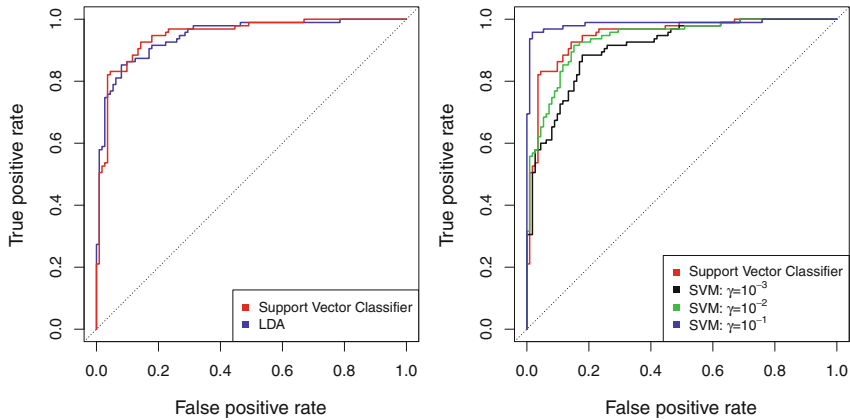 True positive rate
1.0
0.8
0.6
0.4
0.2
0.0
Support Vector Classifier
LDA
0.0 0.2 0.4 0.6 0.8 1.0
False positive rate
True positive rate
1.0
0.8
0.6
0.4
0.2
0.0
Support Vector Classifier
SVM: γ=10⁻³
SVM: γ=10⁻²
SVM: γ=10⁻¹
0.0 0.2 0.4 0.6 0.8 1.0
False positive rate